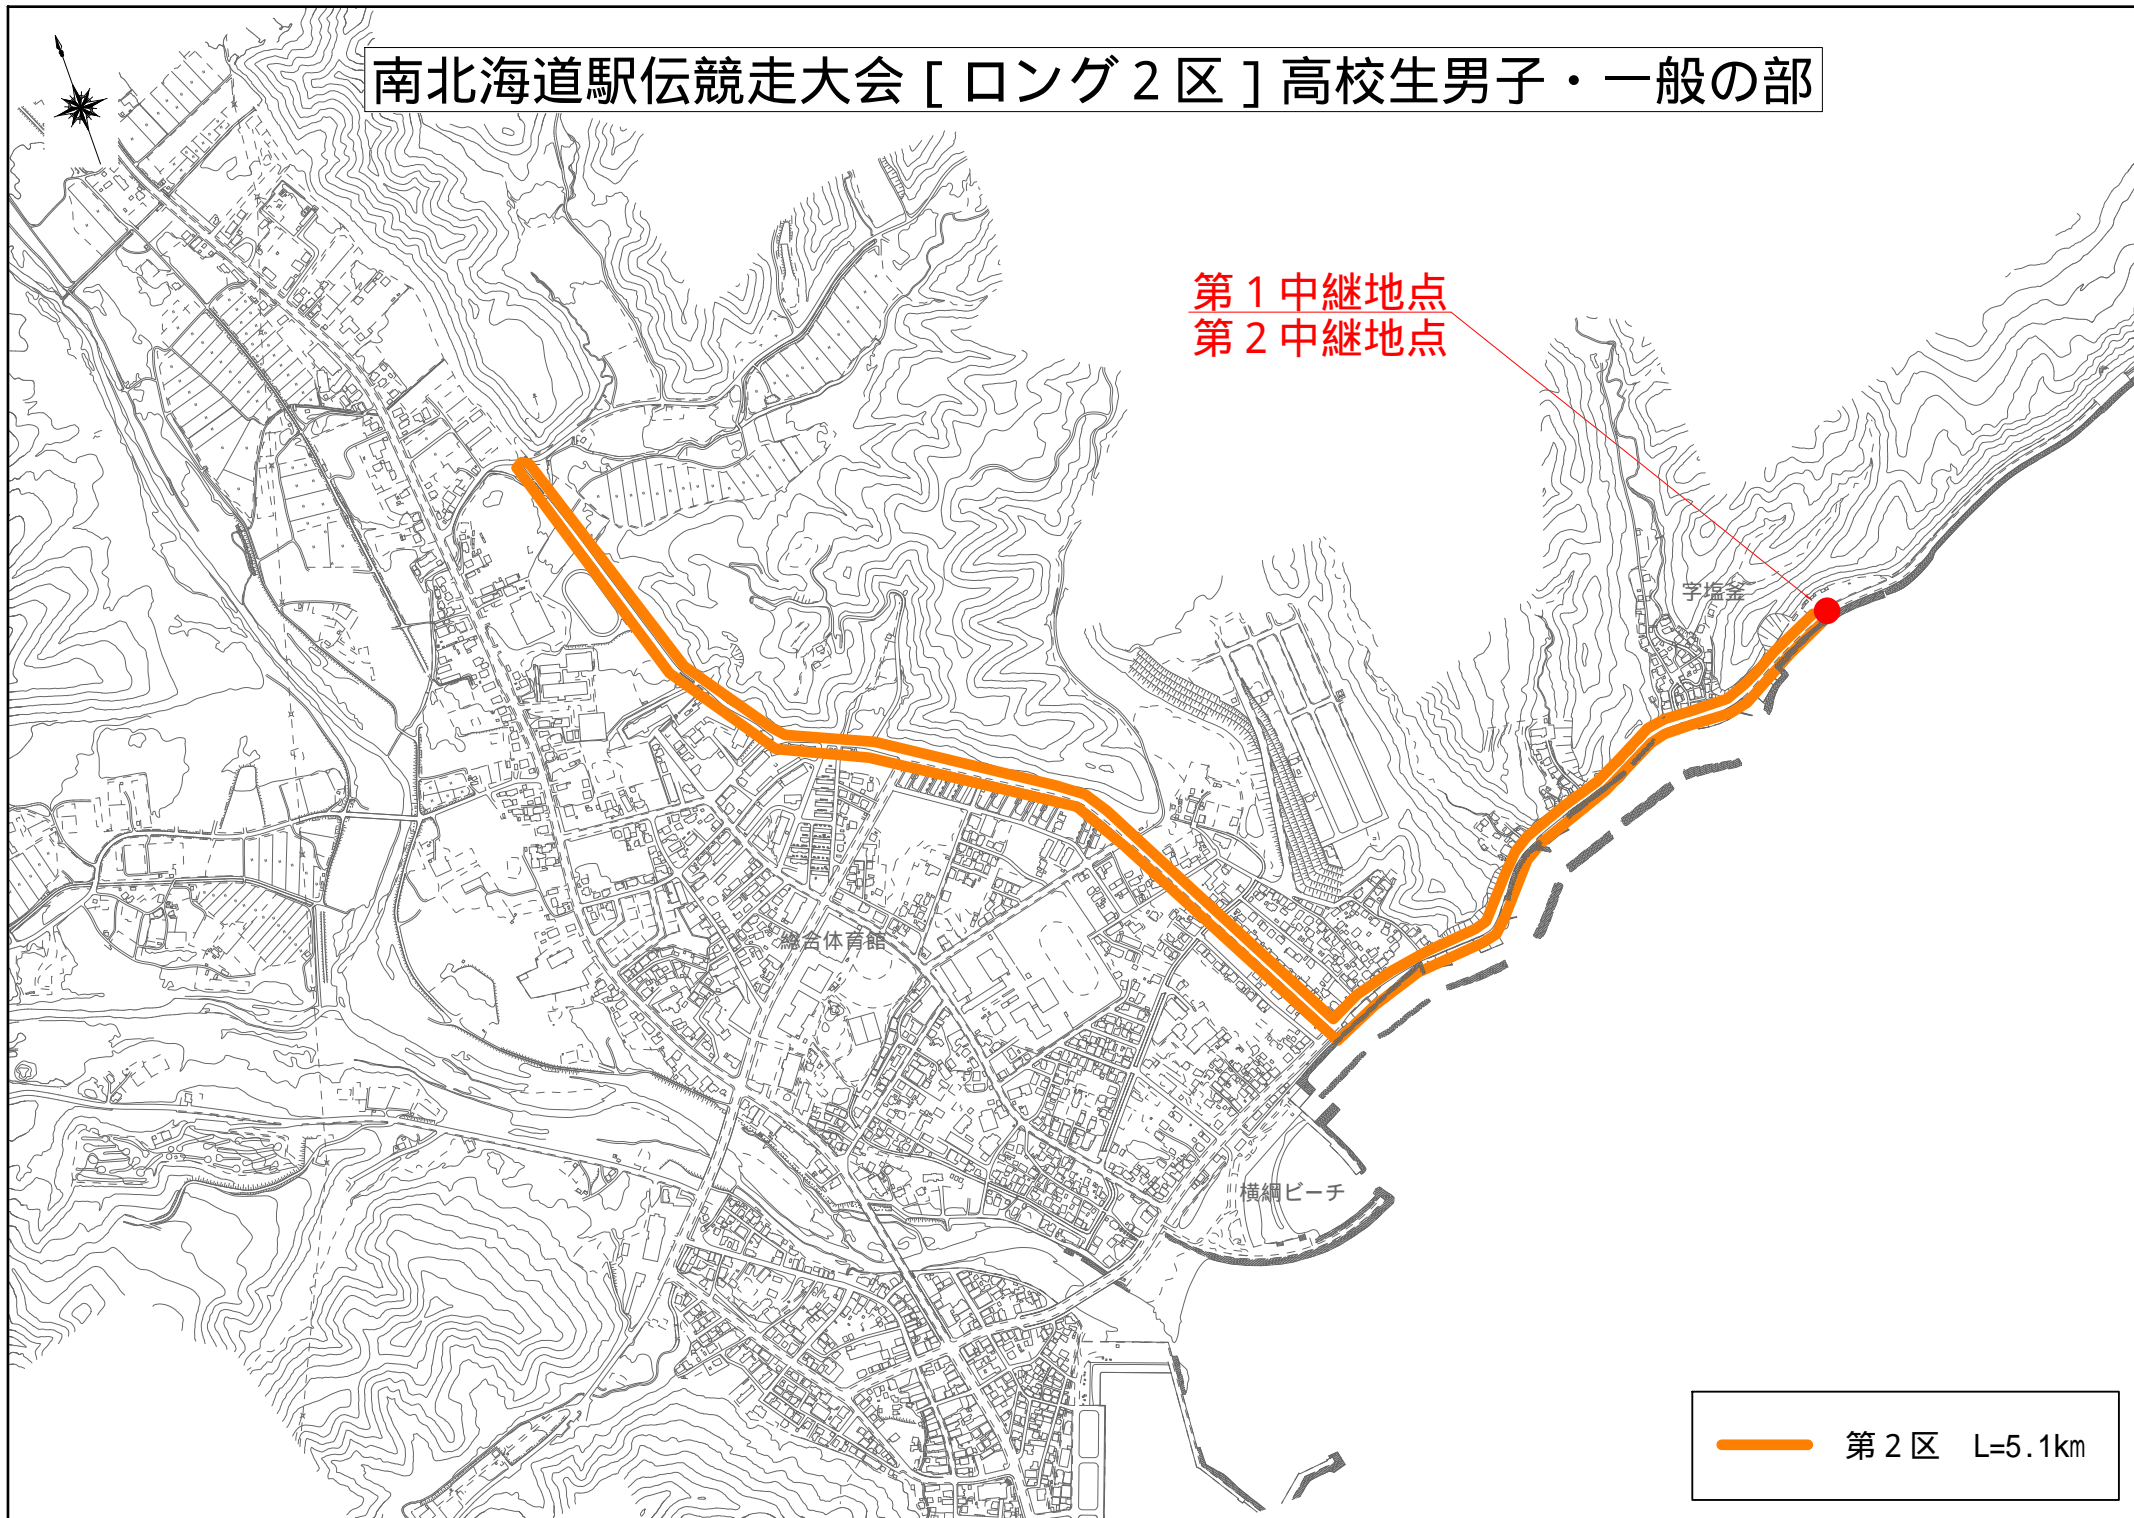 南北海道駅伝競走大会［ロング２区］高校生男子・一般の部
第１中継地点
第２中継地点
字塩釜
総合体育館
横綱ビーチ
第２区　L=5.1km